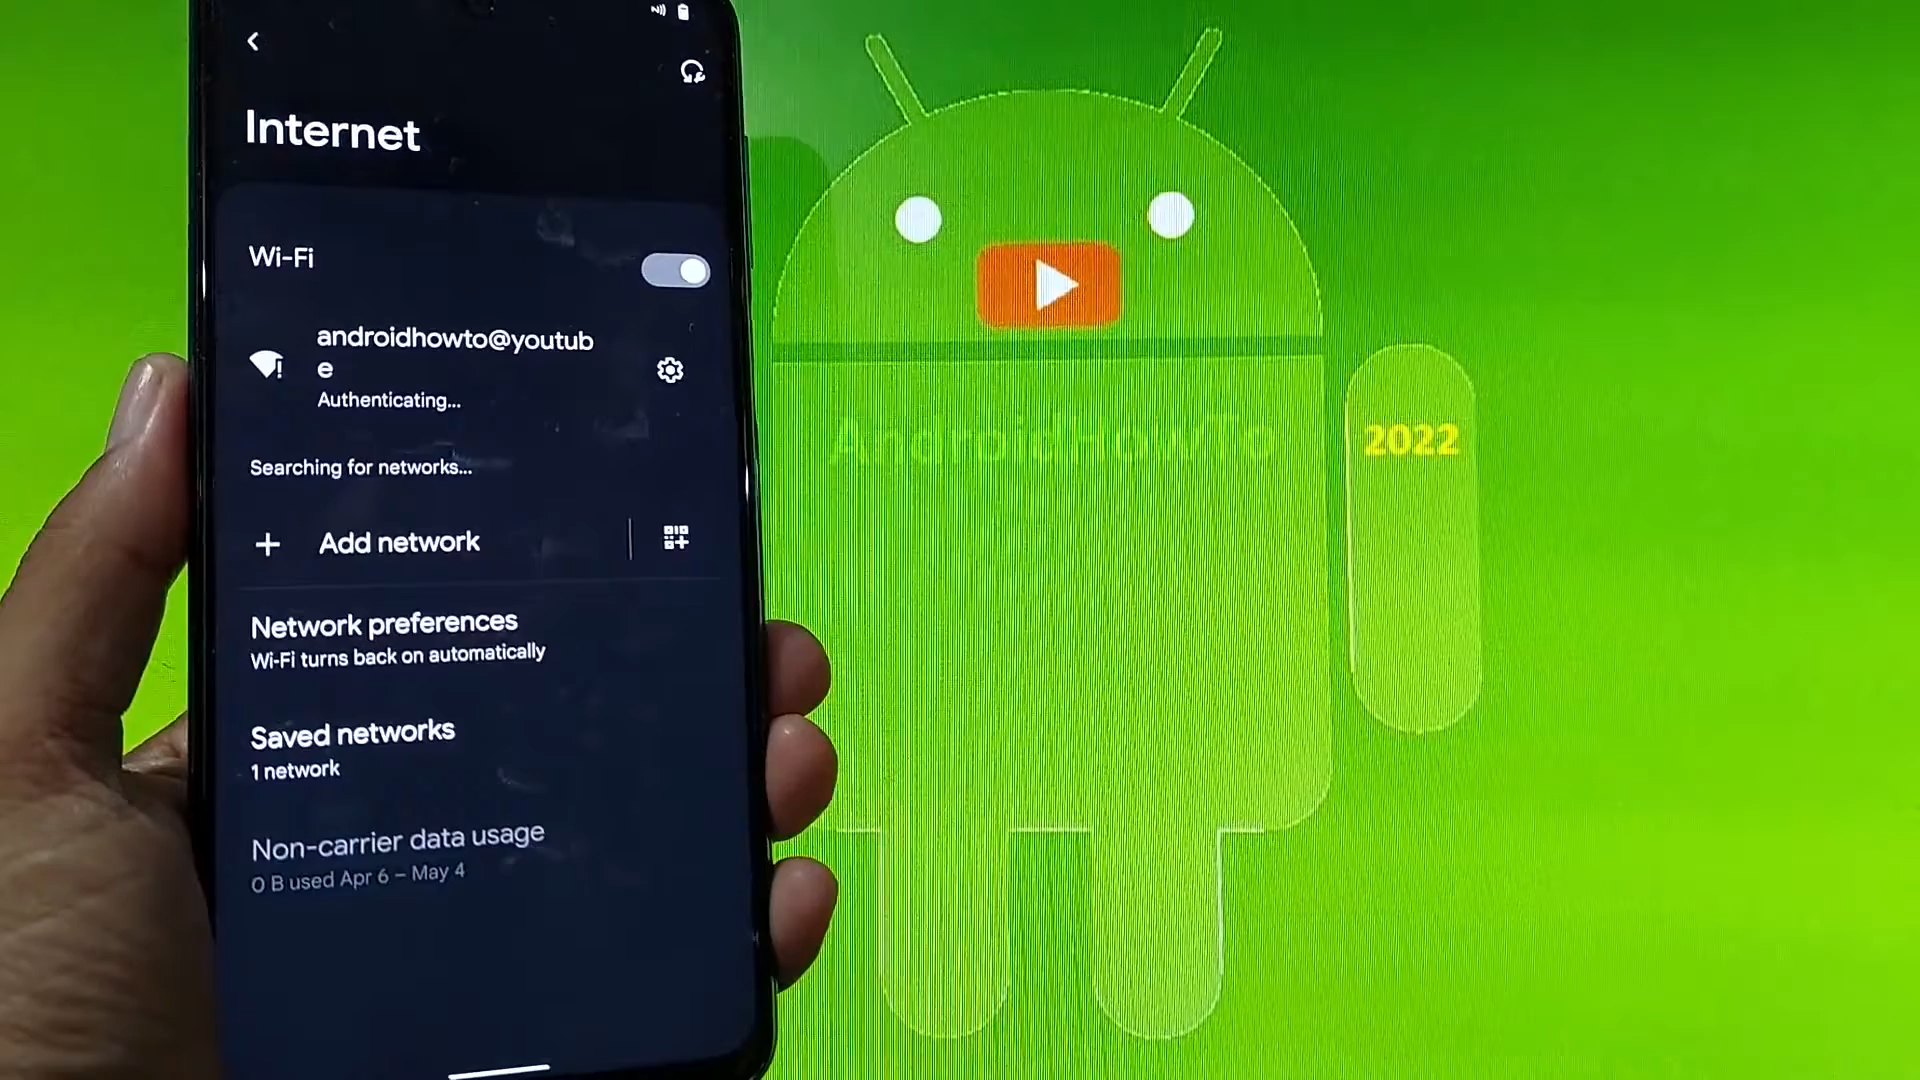 Internet
Wi-Fi
androidhowto@youtub
e
Authenticating...
Searching for networks...
Add network
Network preferences
Wi-Fi turns back on automatically
Saved networks
1 network
Non-carrier data usage
0 B used Apr 6 – May 4
AndroidHowTo
2022